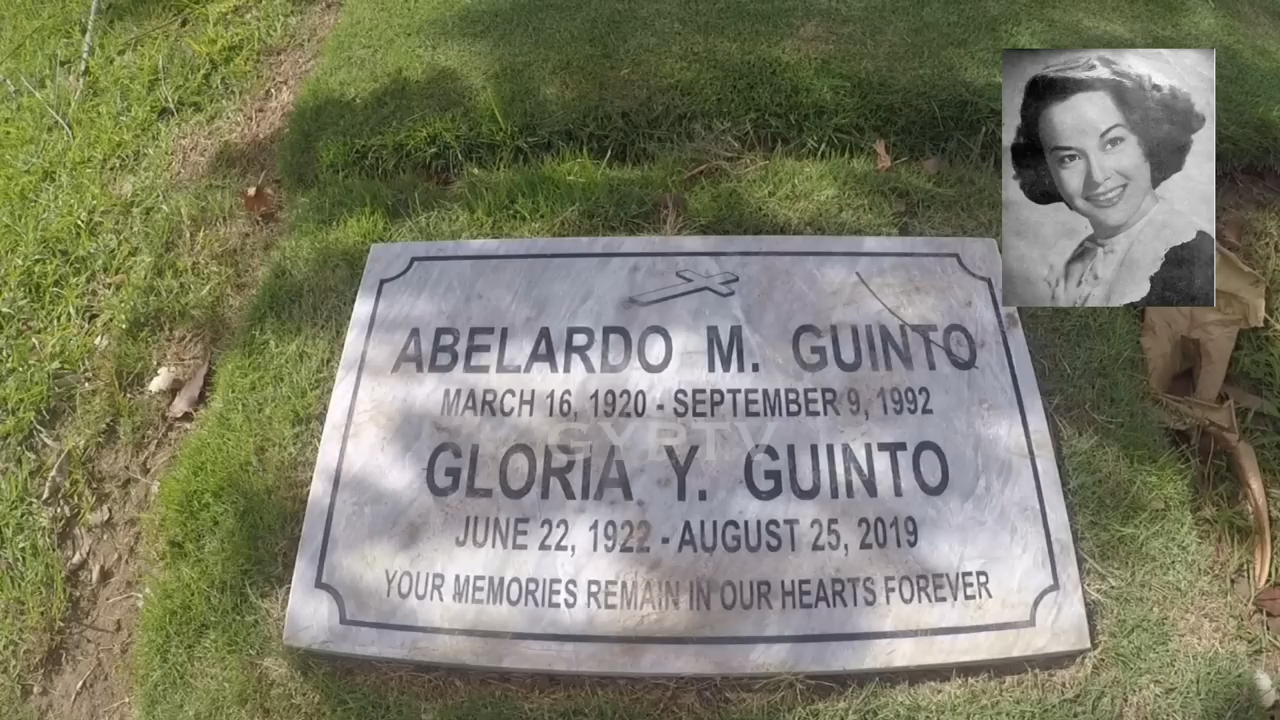 ABELARDO M. GUINTO
MARCH 16, 1920 - SEPTEMBER 9, 1992
GYPTV
GLORIA Y. GUINTO
JUNE 22, 1922 - AUGUST 25, 2019
YOUR MEMORIES REMAIN IN OUR HEARTS FOREVER